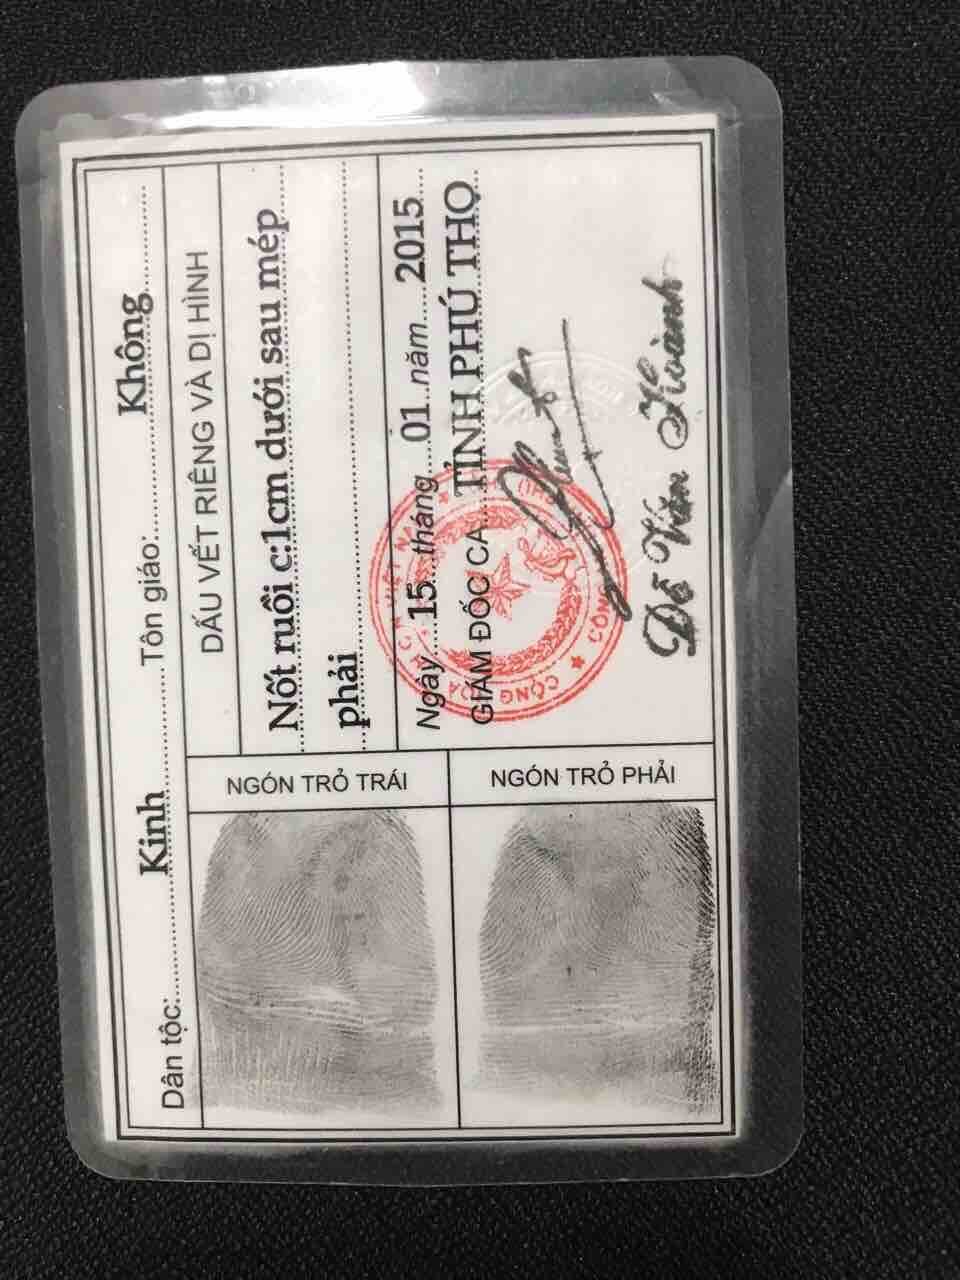 Dân tộc: Kinh Tôn giáo: Không
DẤU VẾT RIÊNG VÀ DỊ HÌNH
Nốt ruồi c:1cm dưới sau mép
phải
Ngày 15 tháng 01 năm 2015
GIÁM ĐỐC CA TỈNH PHÚ THỌ
Đỗ Văn Hoành
NGÓN TRỎ TRÁI
NGÓN TRỎ PHẢI